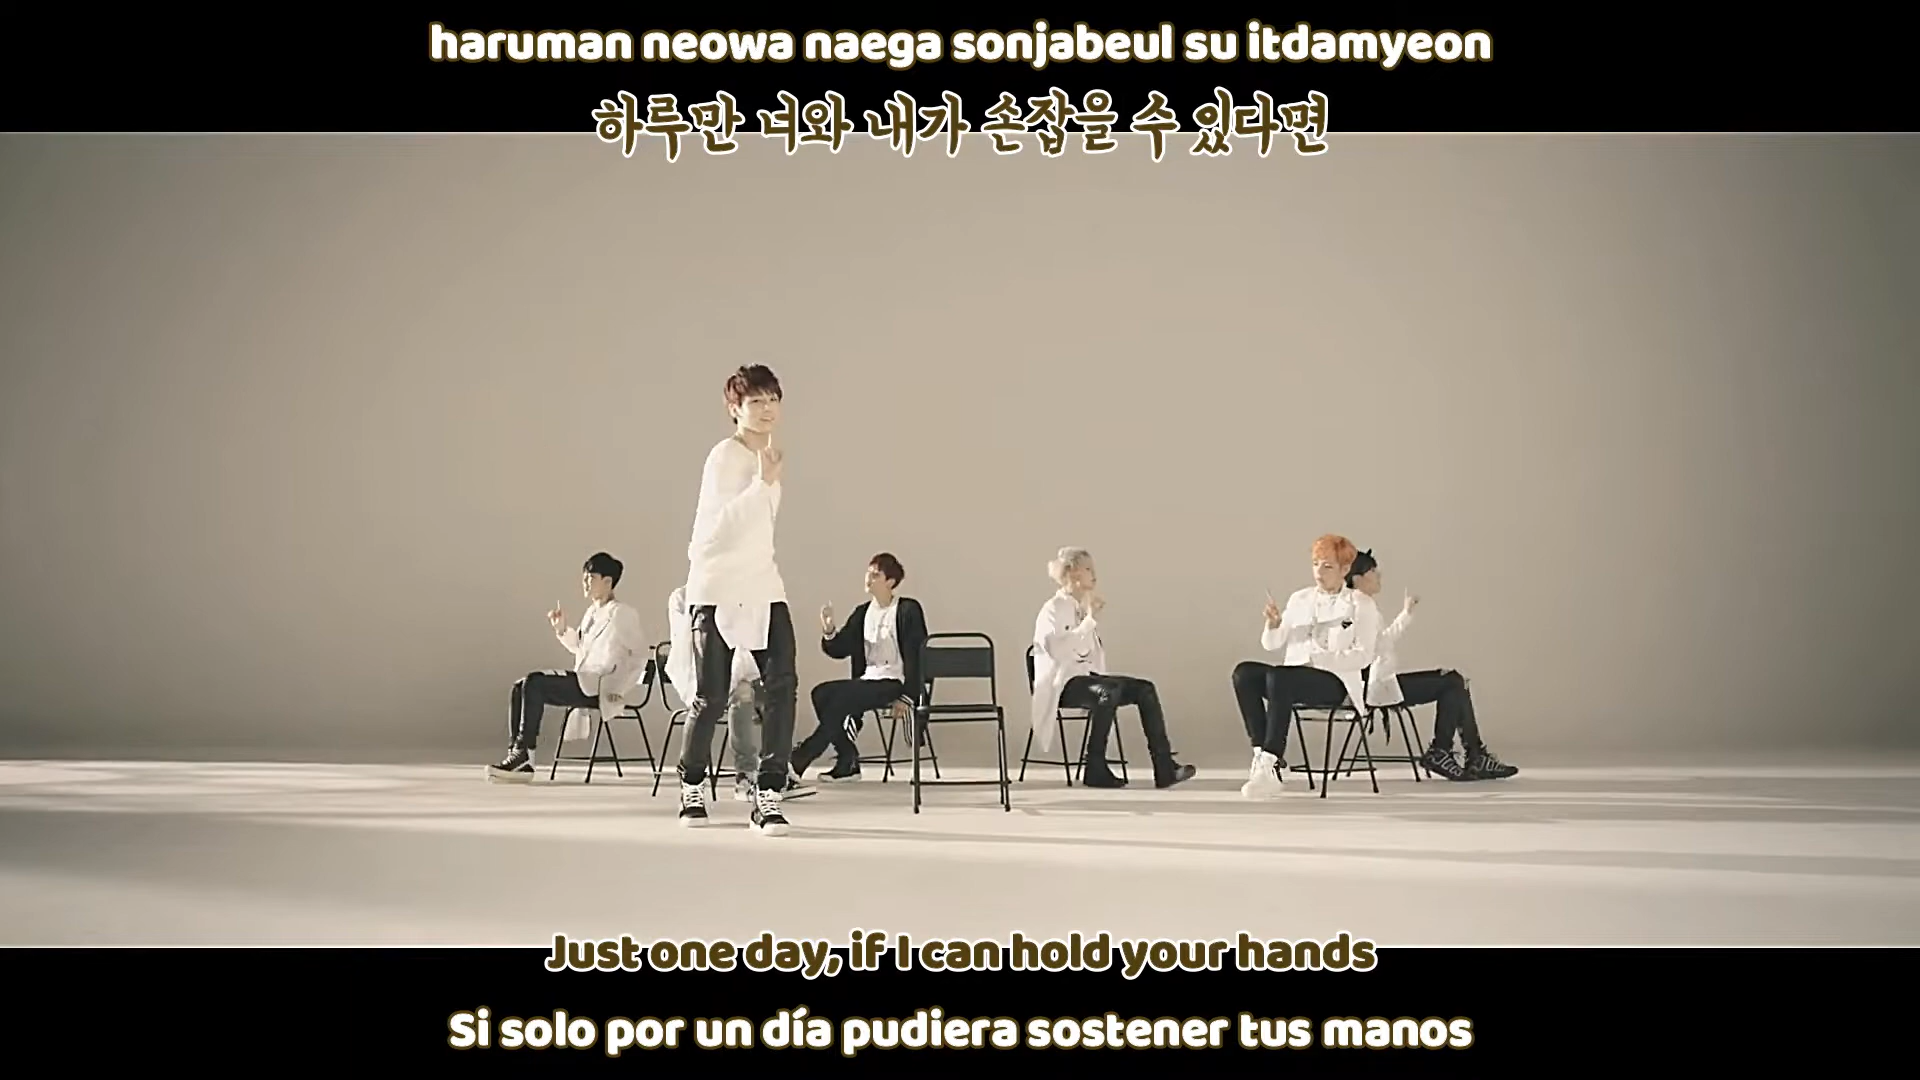 haruman neowa naega sonjabeul su itdamyeon
하루만 너와 내가 손잡을 수 있다면
Just one day, if I can hold your hands
Si solo por un día pudiera sostener tus manos